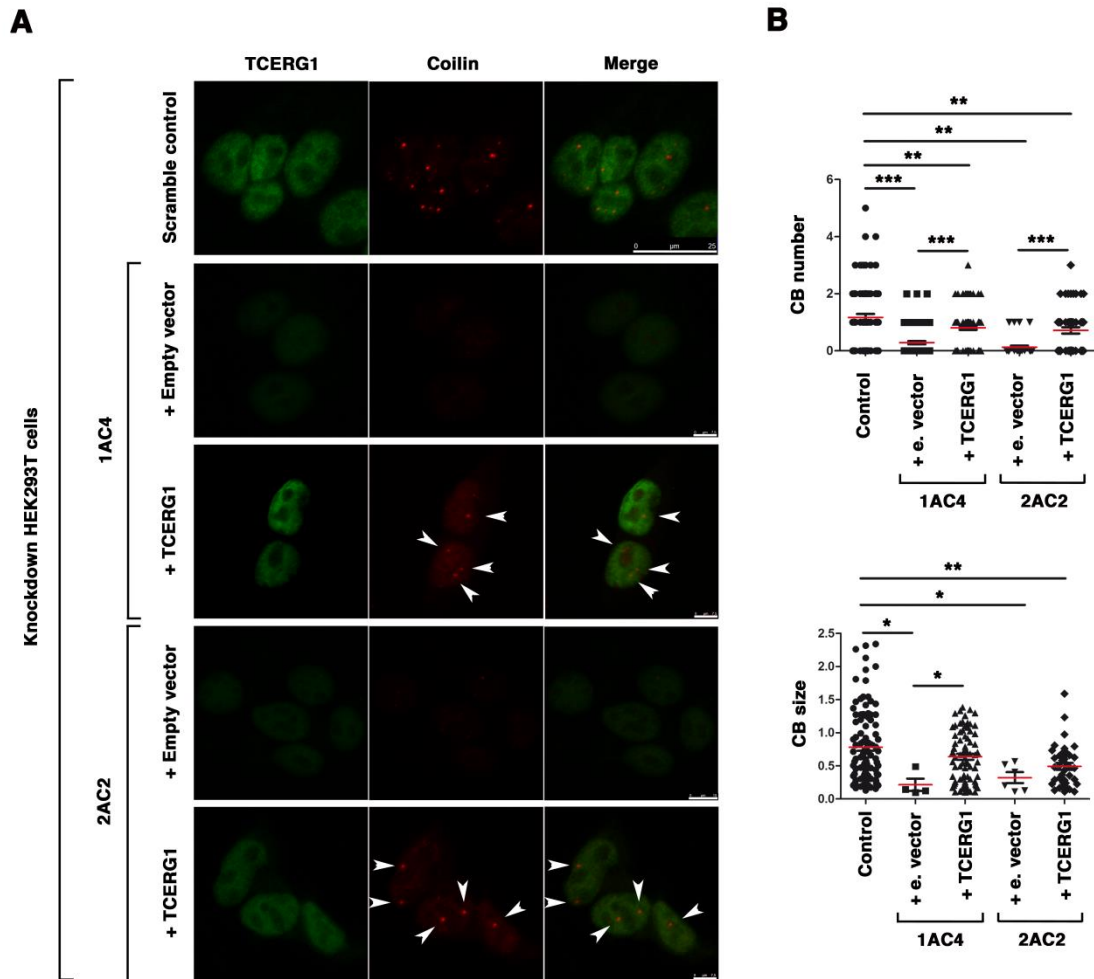 A
TCERG1 Coilin Merge
Knockdown HEK293T cells
Scramble control
0 µm 25
1AC4
+ Empty vector
+ TCERG1
2AC2
+ Empty vector
+ TCERG1
B
**
**
**
***
*** ***
CB number
6
4
2
0
Control
+ e. vector
+ TCERG1
+ e. vector
+ TCERG1
1AC4 2AC2
**
*
*
*
CB size
2.5
2.0
1.5
1.0
0.5
0.0
Control
+ e. vector
+ TCERG1
+ e. vector
+ TCERG1
1AC4 2AC2